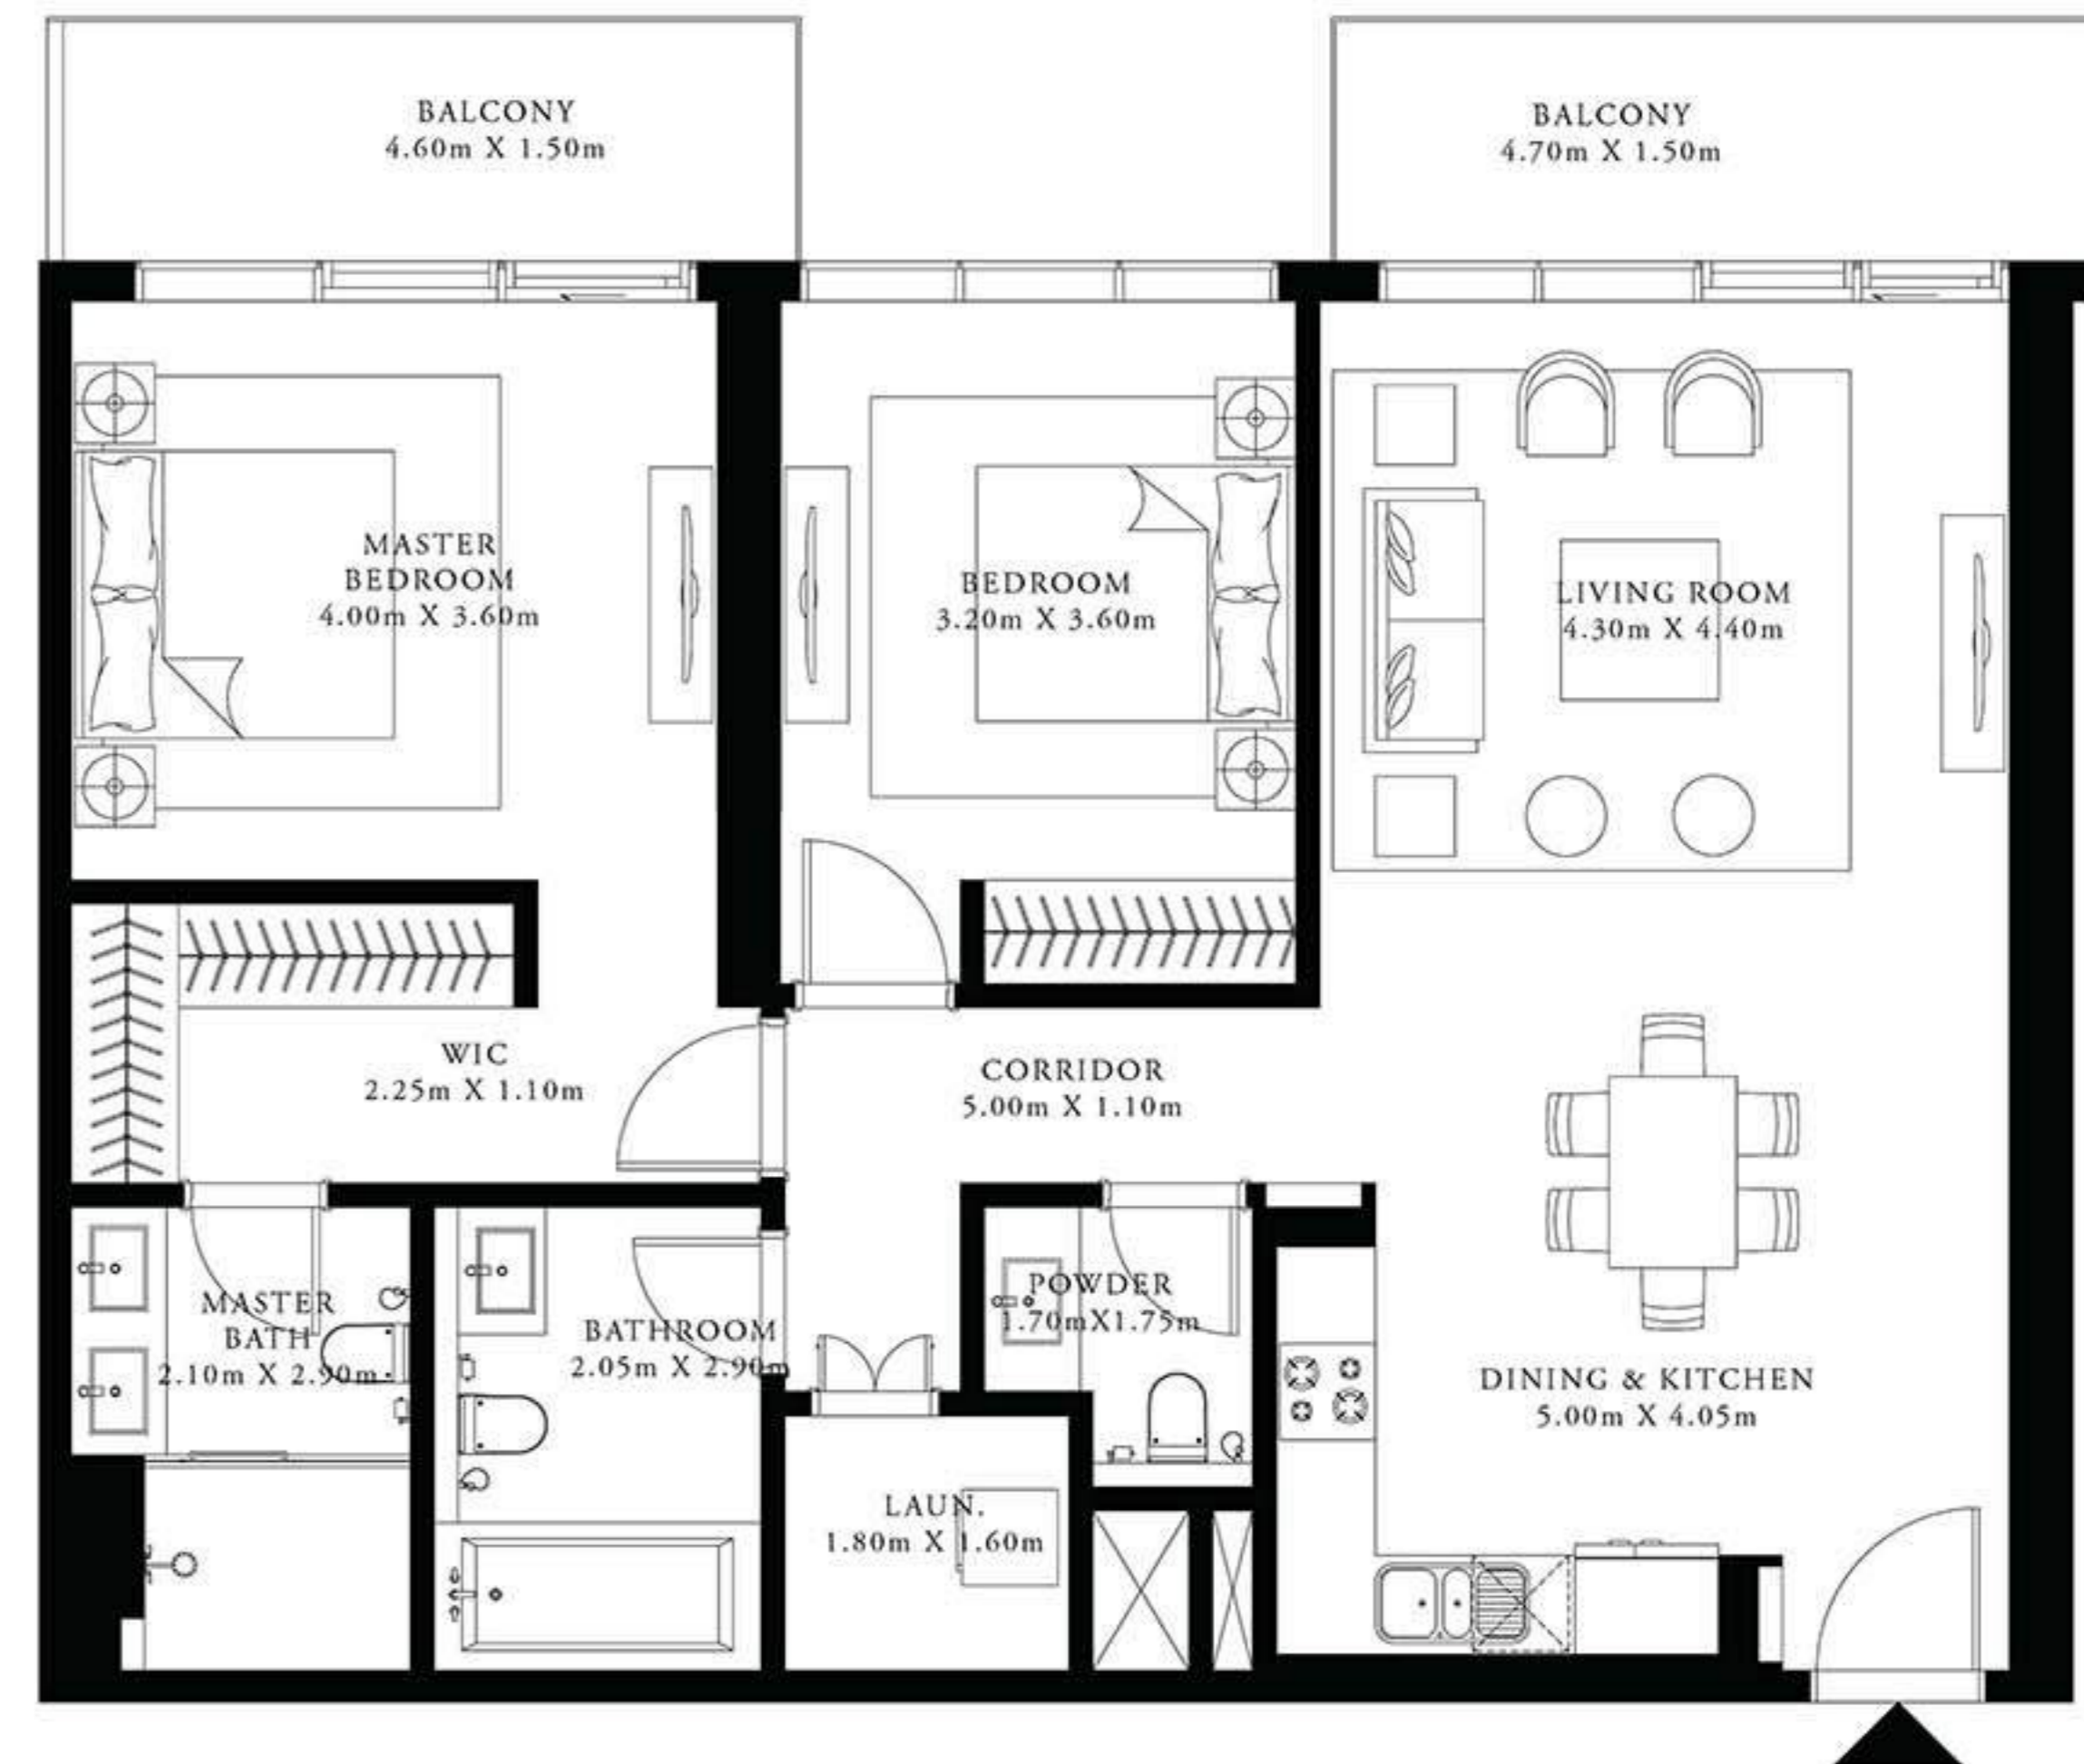 BALCONY
4.60m X 1.50m
BALCONY
4.70m X 1.50m
MASTER
BEDROOM
4.00m X 3.60m
BEDROOM
3.20m X 3.60m
LIVING ROOM
4.30m X 4.40m
WIC
2.25m X 1.10m
CORRIDOR
5.00m X 1.10m
MASTER
BATH
2.10m X 2.90m
BATHROOM
2.05m X 2.90m
POWDER
1.70mX1.75m
DINING & KITCHEN
5.00m X 4.05m
LAUN.
1.80m X 1.60m